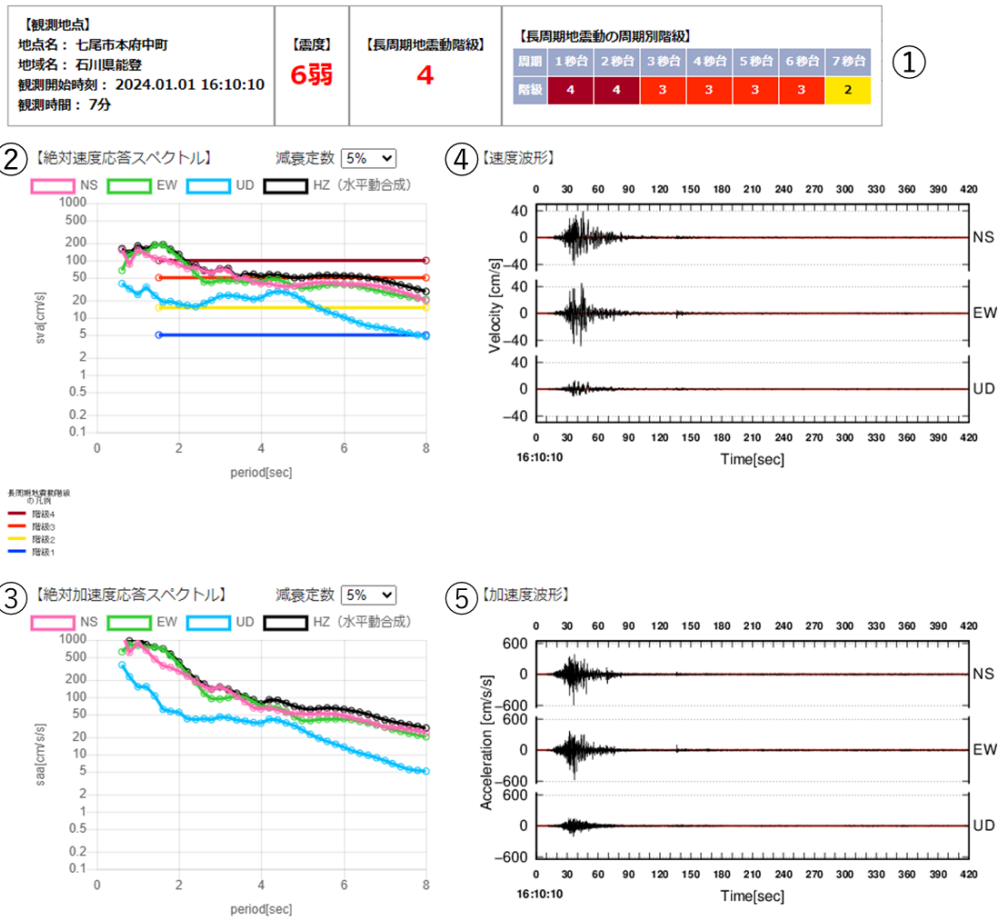 【観測地点】
地点名： 七尾市本府中町
地域名： 石川県能登
観測開始時刻： 2024.01.01 16:10:10
観測時間： 7分
【震度】
6弱
【長周期地震動階級】
4
【長周期地震動の周期別階級】
周期 1秒台 2秒台 3秒台 4秒台 5秒台 6秒台 7秒台
階級 4 4 3 3 3 3 2
①
②【絶対速度応答スペクトル】 減衰定数 5%
NS EW UD HZ（水平動合成）
1000
500
200
100
50
20
10
5
2
1
0.5
0.2
0.1
sva[cm/s]
0 2 4 6 8
period[sec]
長周期地震動階級
の凡例
階級4
階級3
階級2
階級1
④【速度波形】
0 30 60 90 120 150 180 210 240 270 300 330 360 390 420
40
0
−40
NS
40
0
−40
EW
40
0
−40
UD
Velocity [cm/s]
0 30 60 90 120 150 180 210 240 270 300 330 360 390 420
16:10:10
Time[sec]
③【絶対加速度応答スペクトル】 減衰定数 5%
NS EW UD HZ（水平動合成）
1000
500
200
100
50
20
10
5
2
1
0.5
0.2
0.1
saa[cm/s/s]
0 2 4 6 8
period[sec]
⑤【加速度波形】
0 30 60 90 120 150 180 210 240 270 300 330 360 390 420
600
0
−600
NS
600
0
−600
EW
600
0
−600
UD
Acceleration [cm/s/s]
0 30 60 90 120 150 180 210 240 270 300 330 360 390 420
16:10:10
Time[sec]